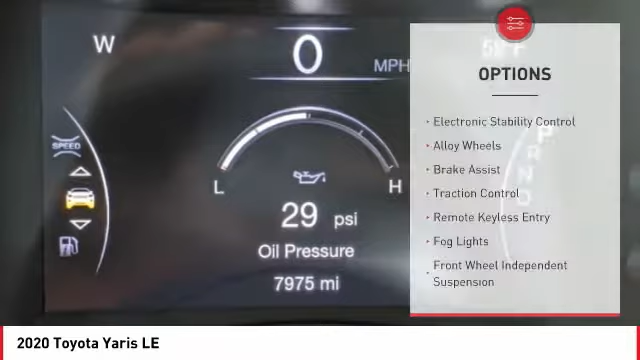 W
0
MPH
OPTIONS
Electronic Stability Control
Alloy Wheels
Brake Assist
Traction Control
Remote Keyless Entry
Fog Lights
Front Wheel Independent
Suspension
SPEED
L
H
29 psi
Oil Pressure
7975 mi
P
R
N
D
2020 Toyota Yaris LE